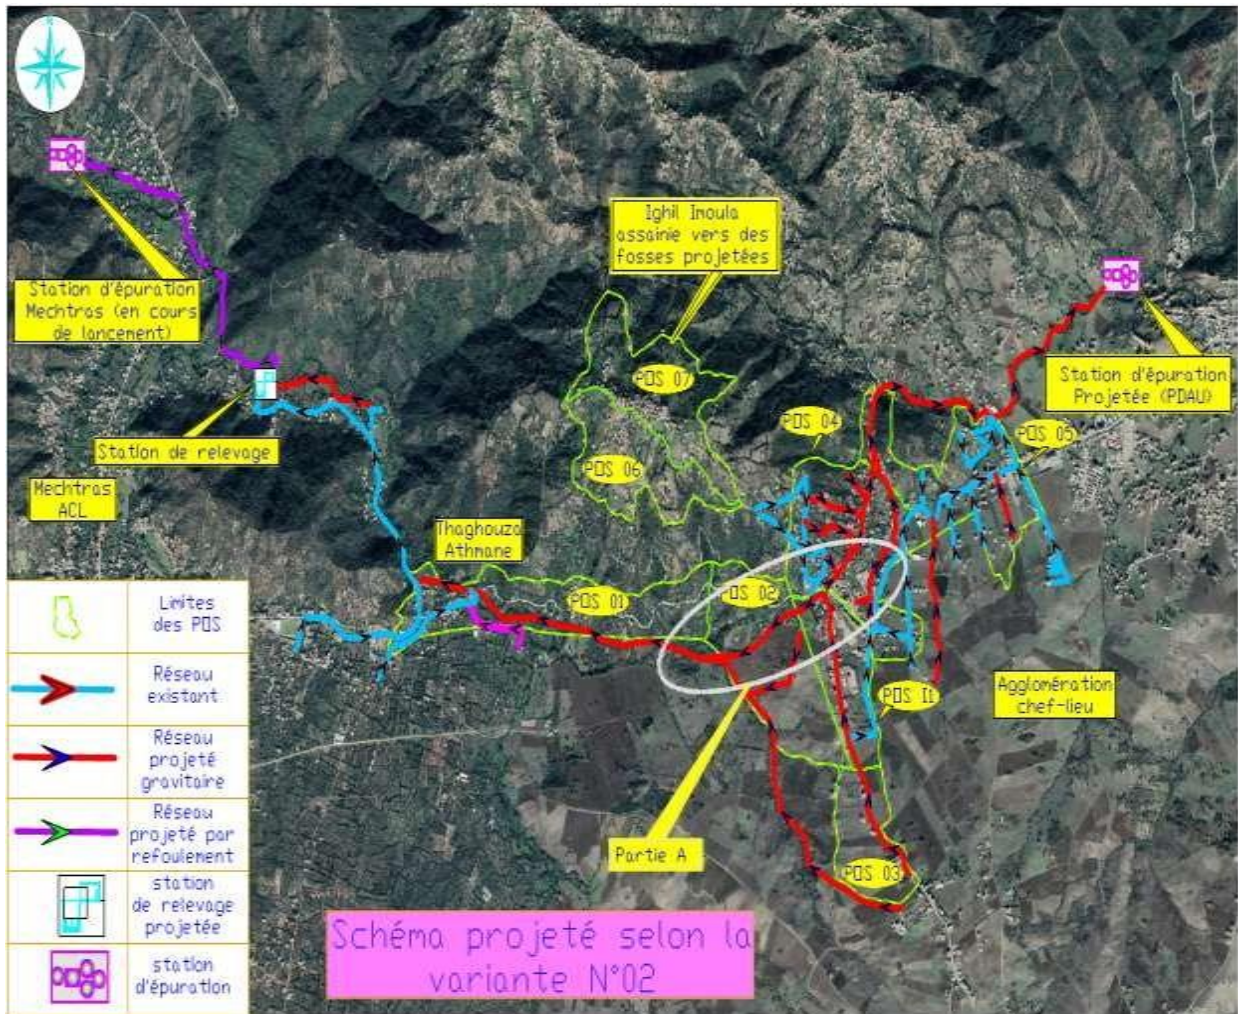 Ighil Imoula
assainie vers des
fosses projetées
Station d'épuration
Mechtras (en cours
de lancement)
POS 07
Station d'épuration
Projetée (PDAU)
POS 04
POS 05
Station de relevage
POS 06
Mechtras
ACL
Thaghouza
Athmane
POS 01
POS 02
POS I1
Agglomération
chef-lieu
Partie A
POS 03
Limites
des POS
Réseau
existant
Réseau
projeté
gravitaire
Réseau
projeté par
refoulement
station
de relevage
projetée
station
d'épuration
Schéma projeté selon la
variante N°02